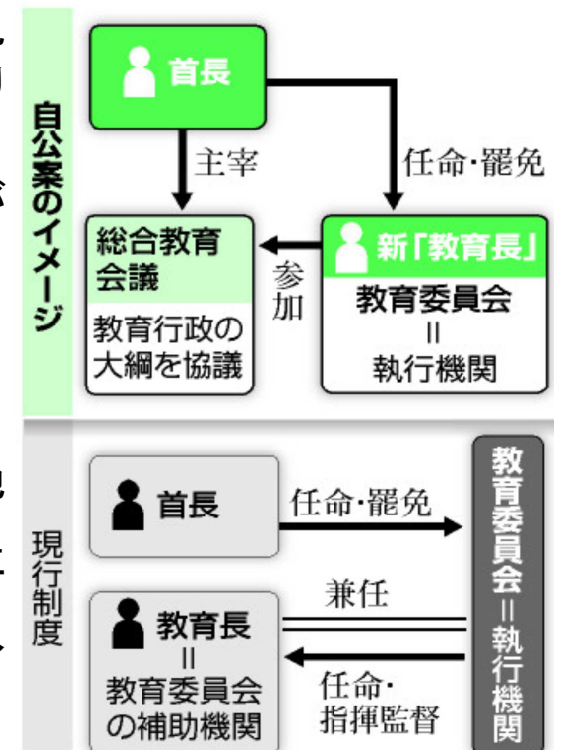 自公案のイメージ
首長
主宰
任命・罷免
総合教育
会議
教育行政の
大綱を協議
参加
新「教育長」
教育委員会
＝
執行機関
現行制度
首長
任命・罷免
教育委員会＝執行機関
兼任
教育長
＝
教育委員会
の補助機関
任命・
指揮監督